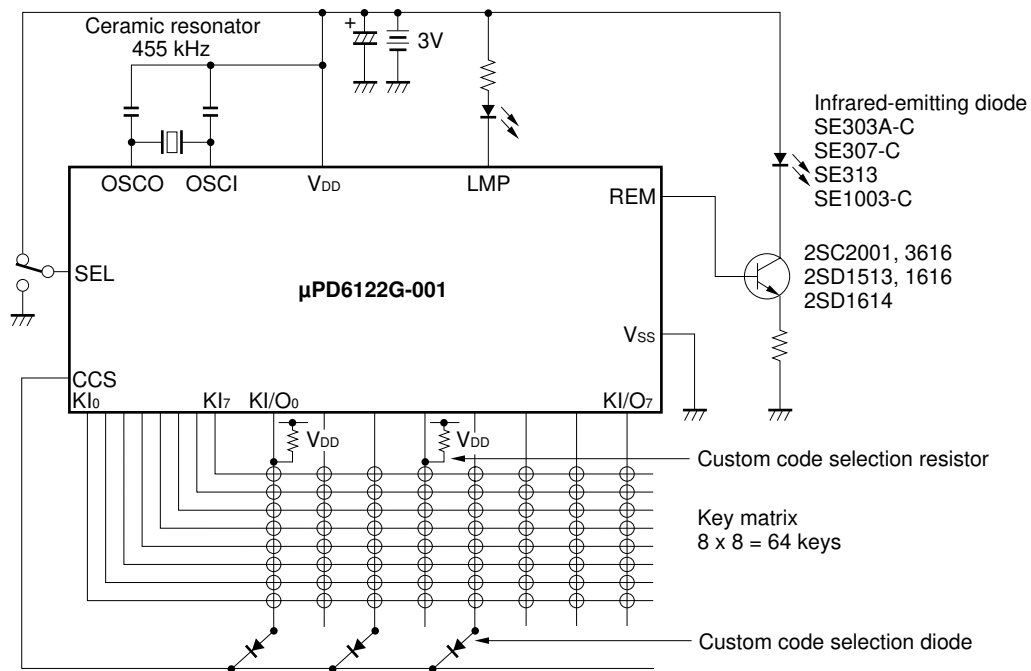 Ceramic resonator
455 kHz
+
3V
Infrared-emitting diode
SE303A-C
SE307-C
SE313
SE1003-C
OSCO
OSCI
VDD
LMP
REM
SEL
µPD6122G-001
2SC2001, 3616
2SD1513, 1616
2SD1614
VSS
CCS
KI0
KI7
KI/O0
KI/O7
VDD
VDD
Custom code selection resistor
Key matrix
8 x 8 = 64 keys
Custom code selection diode